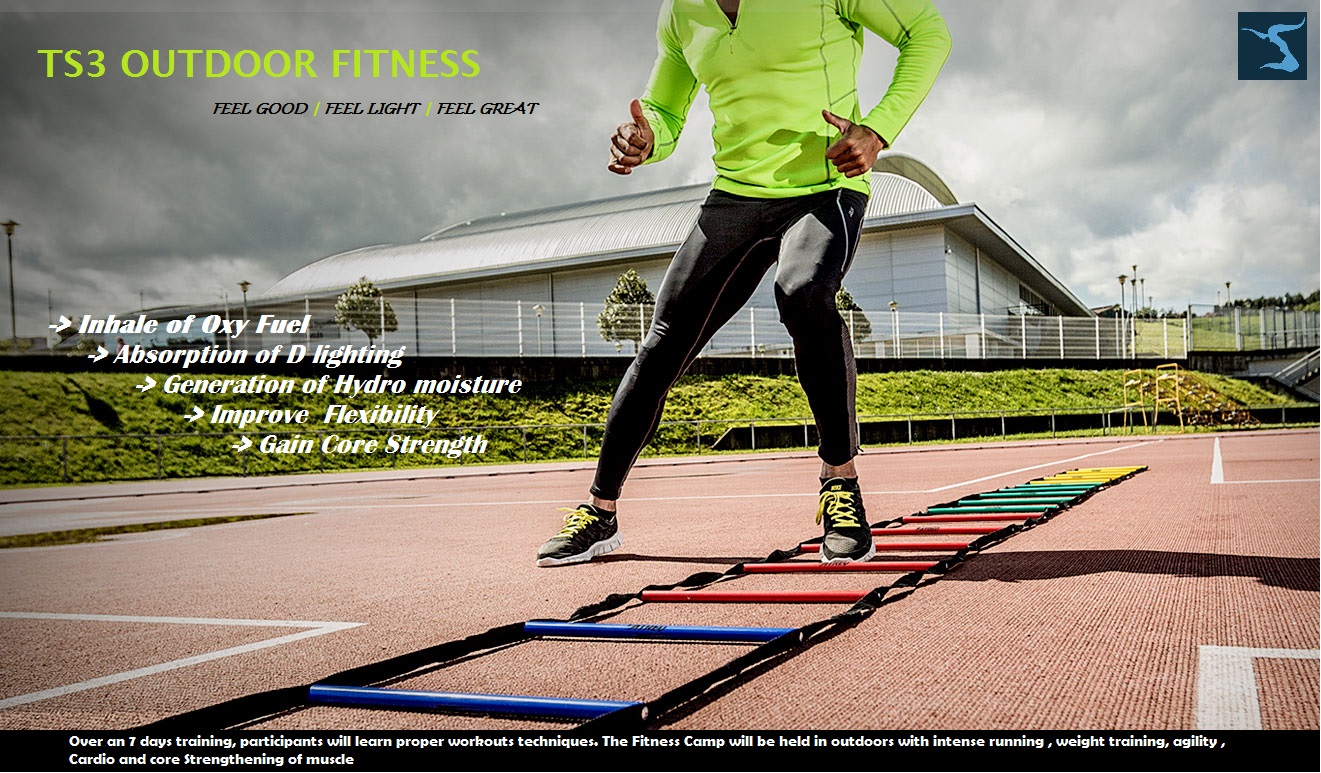 TS3 OUTDOOR FITNESS
FEEL GOOD / FEEL LIGHT / FEEL GREAT
-> Inhale of Oxy Fuel
-> Absorption of D lighting
-> Generation of Hydro moisture
-> Improve Flexibility
-> Gain Core Strength
Over an 7 days training, participants will learn proper workouts techniques. The Fitness Camp will be held in outdoors with intense running , weight training, agility ,
Cardio and core Strengthening of muscle